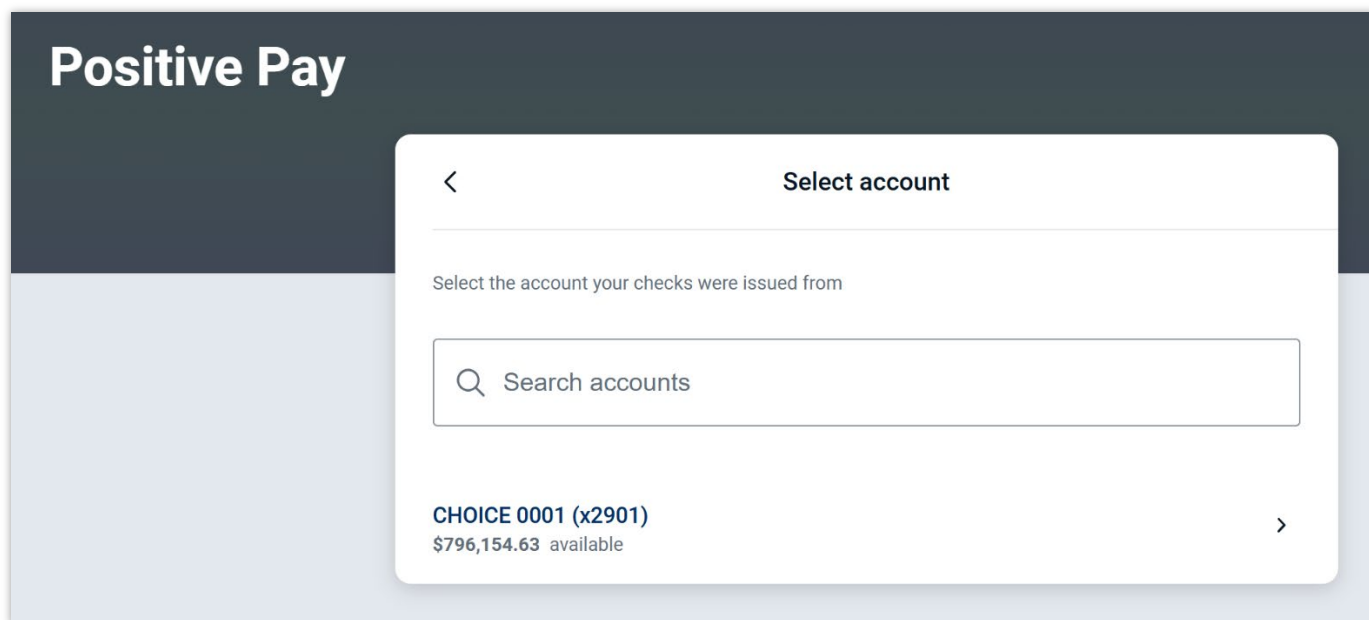 Positive Pay
Select account
Select the account your checks were issued from
Search accounts
CHOICE 0001 (x2901)
$796,154.63 available